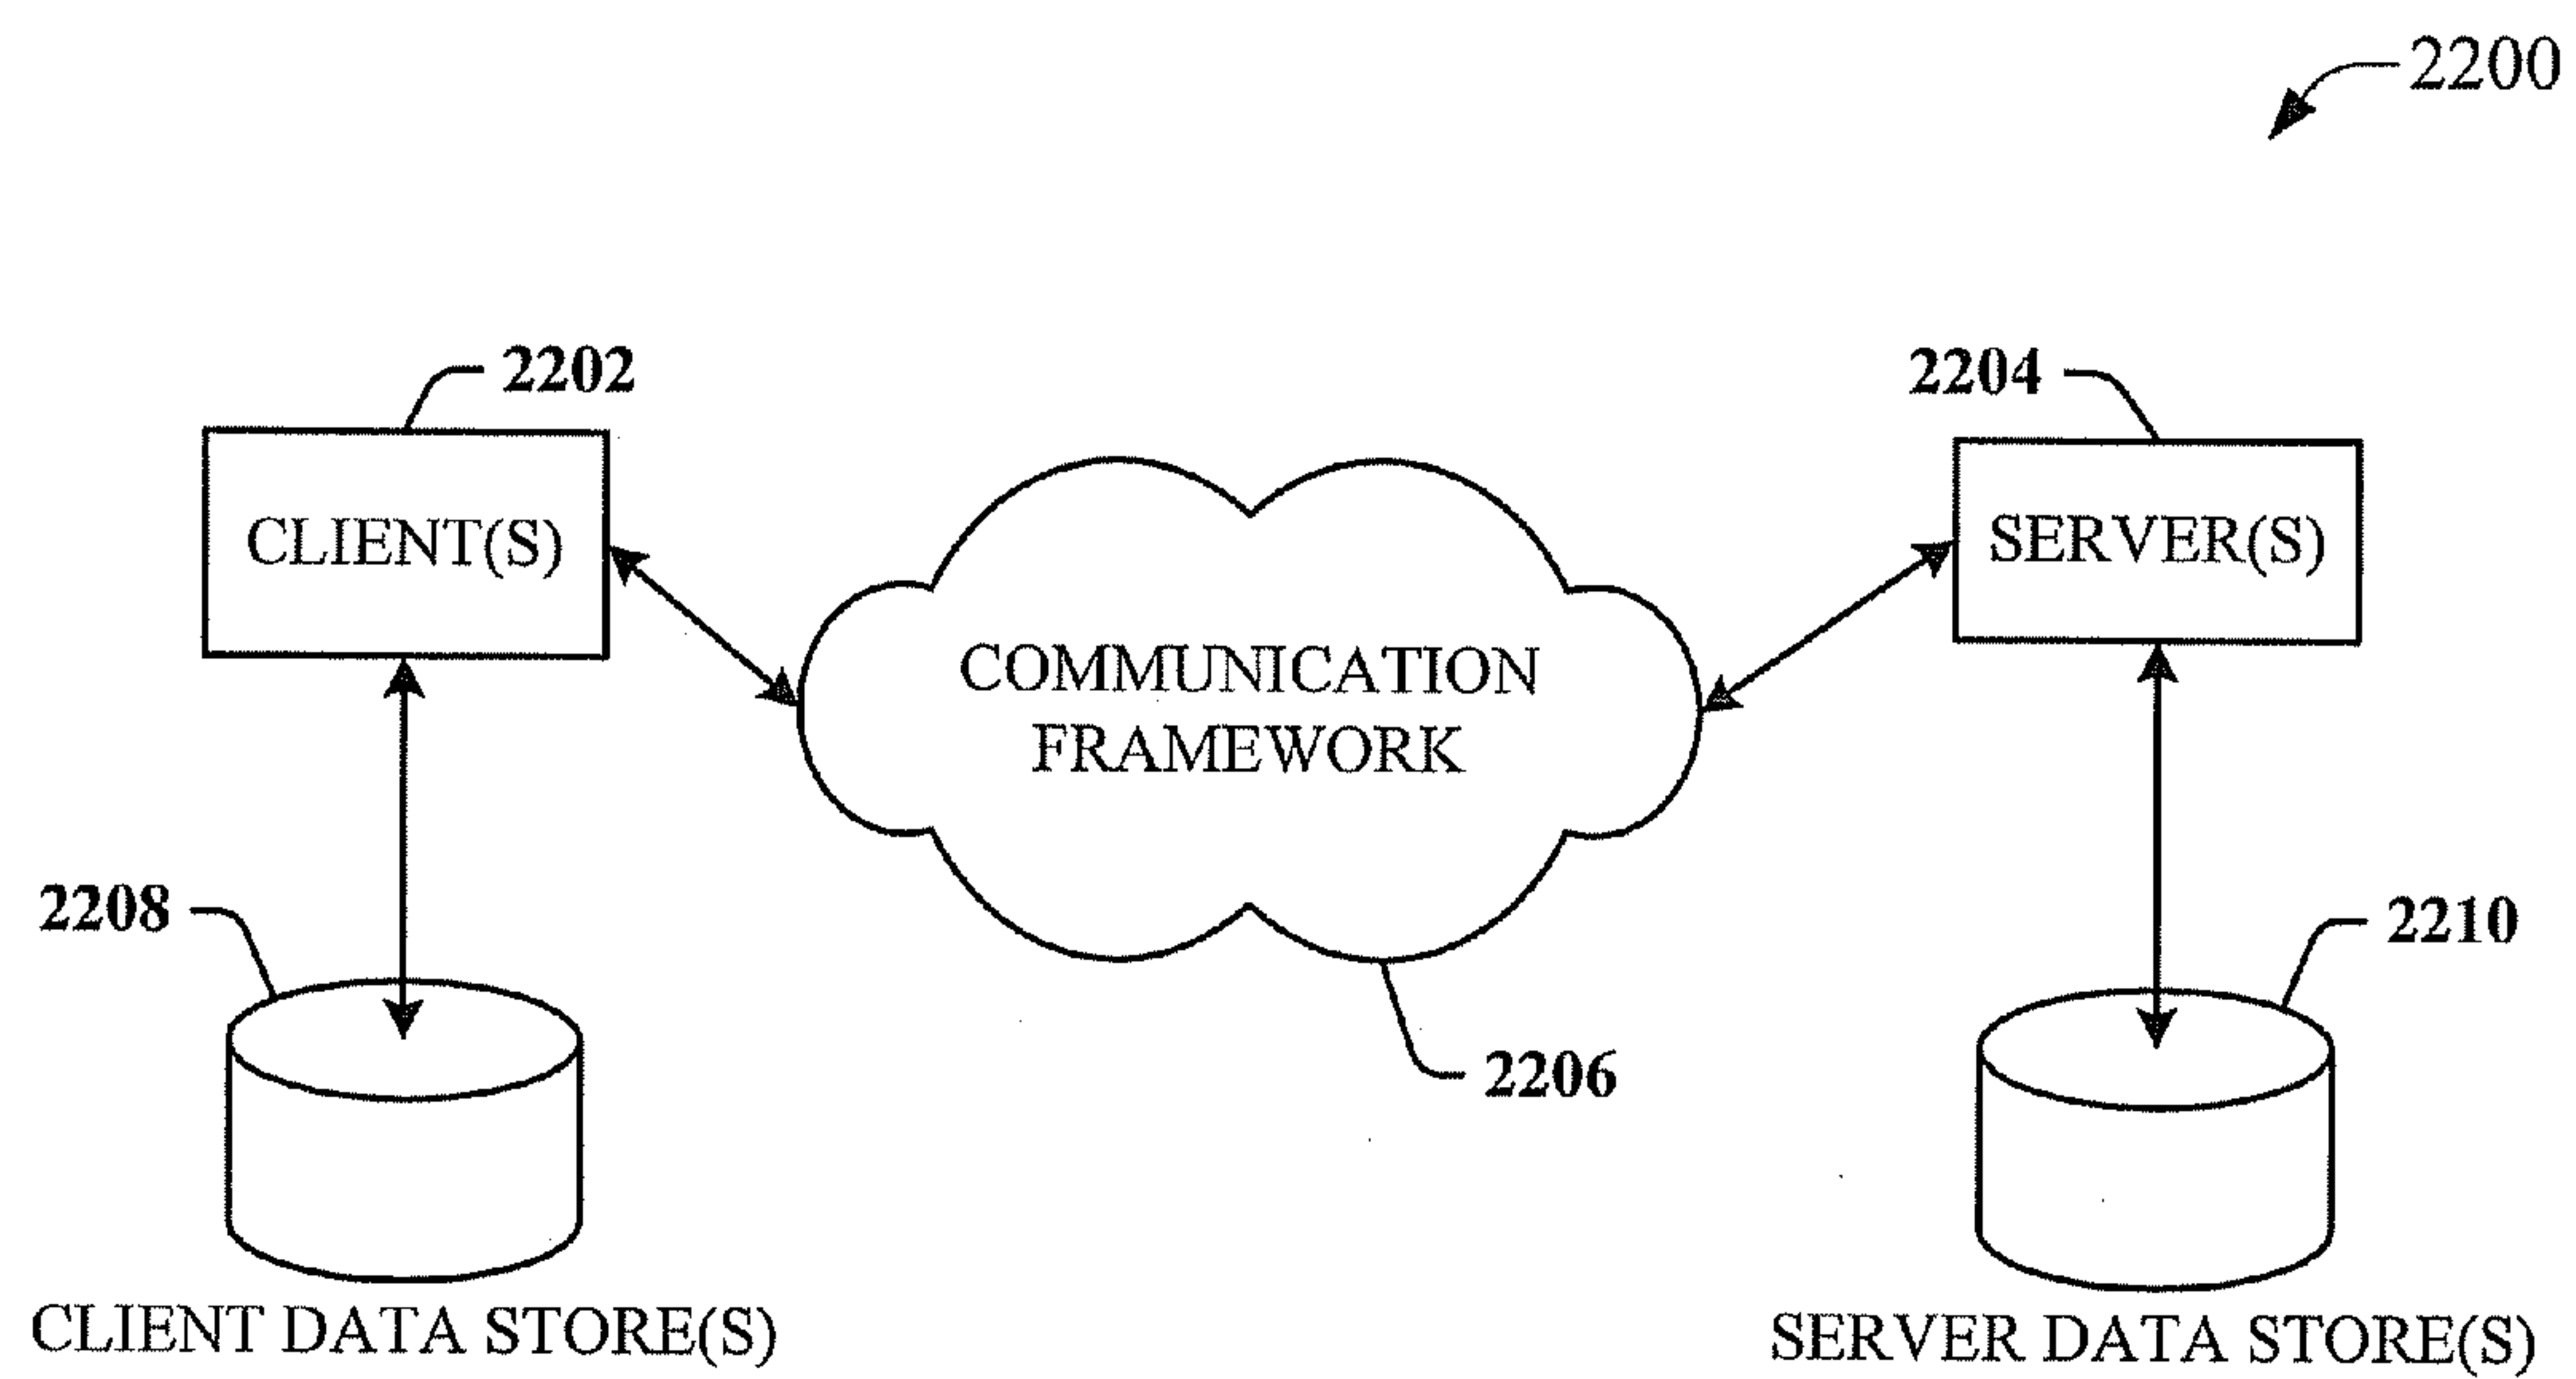 2200
2202
2204
CLIENT(S)
SERVER(S)
COMMUNICATION
FRAMEWORK
2208
2210
2206
CLIENT DATA STORE(S)
SERVER DATA STORE(S)